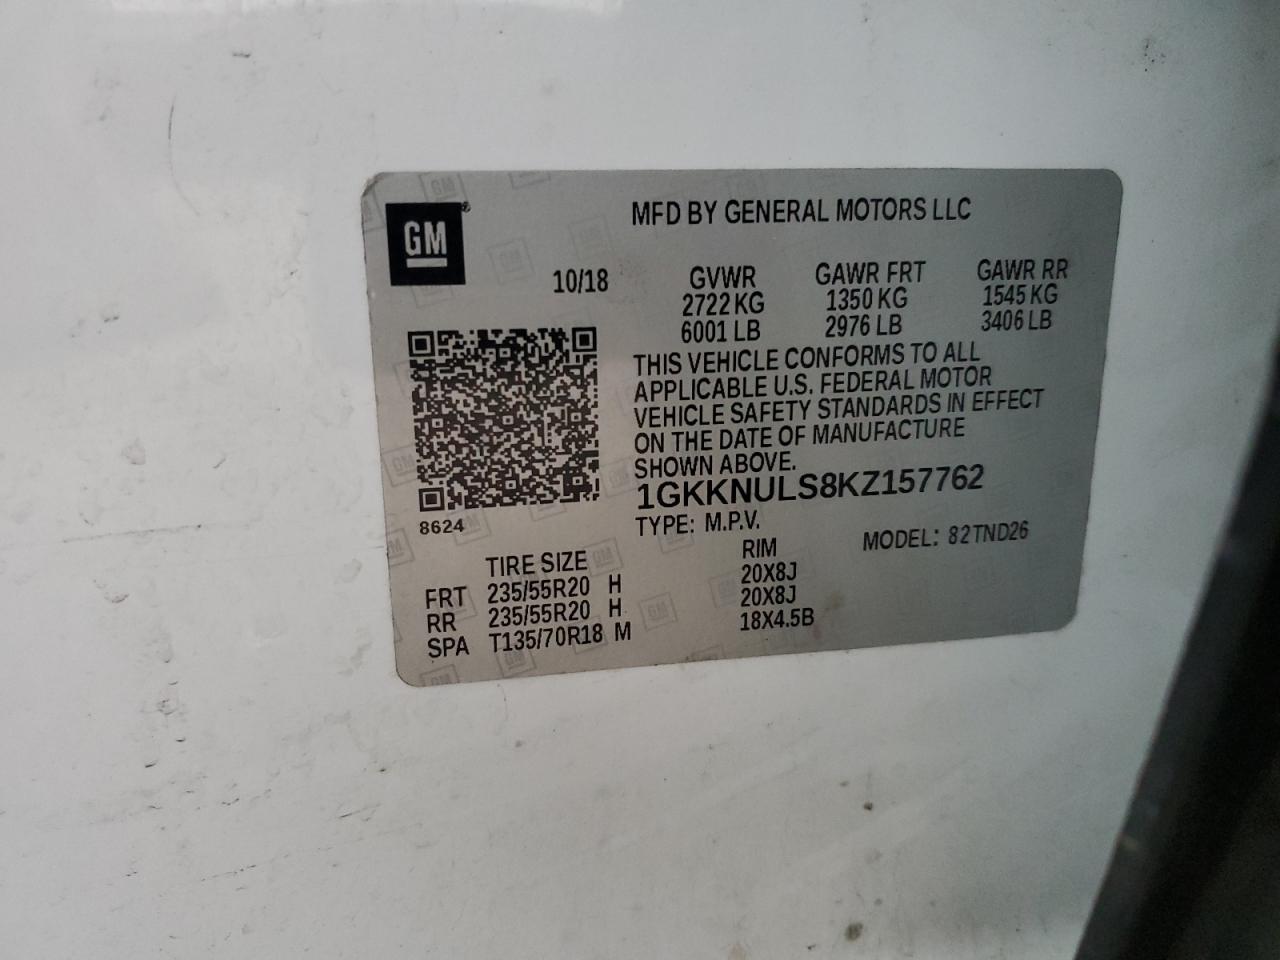 GM ®
MFD BY GENERAL MOTORS LLC
10/18 GVWR GAWR FRT GAWR RR
2722 KG 1350 KG 1545 KG
6001 LB 2976 LB 3406 LB
THIS VEHICLE CONFORMS TO ALL
APPLICABLE U.S. FEDERAL MOTOR
VEHICLE SAFETY STANDARDS IN EFFECT
ON THE DATE OF MANUFACTURE
SHOWN ABOVE.
1GKKNULS8KZ157762
8624
TYPE: M.P.V. MODEL: 82TND26
TIRE SIZE RIM
FRT 235/55R20 H 20X8J
RR 235/55R20 H 20X8J
SPA T135/70R18 M 18X4.5B